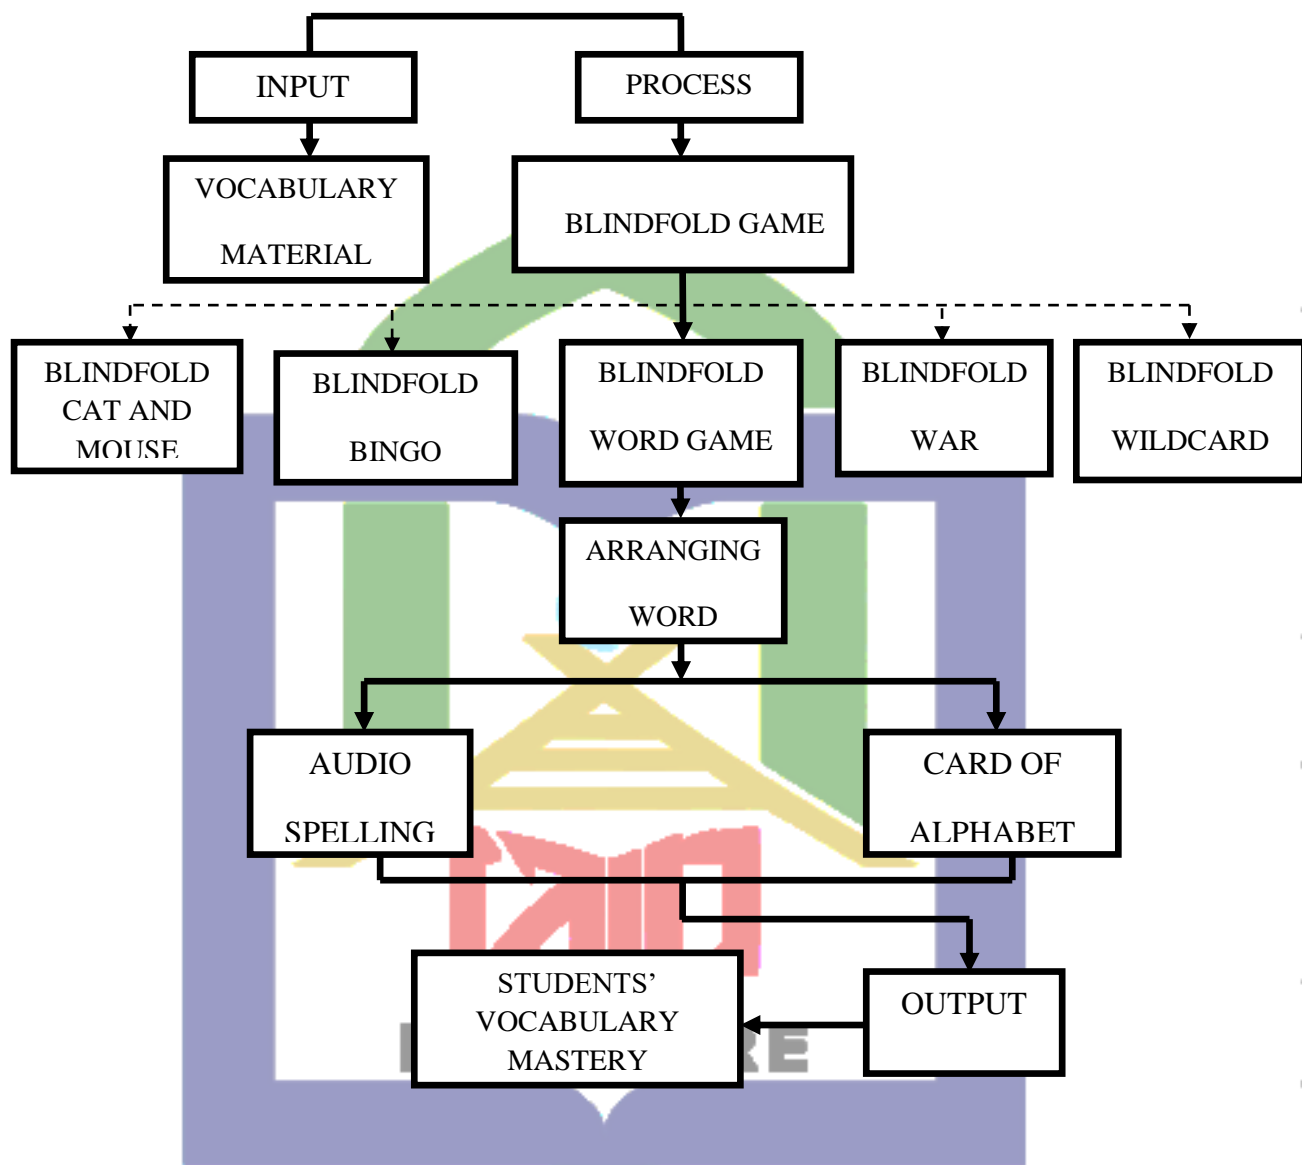 INPUT
PROCESS
VOCABULARY
MATERIAL
BLINDFOLD GAME
BLINDFOLD
CAT AND
MOUSE
BLINDFOLD
BINGO
BLINDFOLD
WORD GAME
BLINDFOLD
WAR
BLINDFOLD
WILDCARD
ARRANGING
WORD
AUDIO
SPELLING
CARD OF
ALPHABET
STUDENTS’
VOCABULARY
MASTERY
OUTPUT